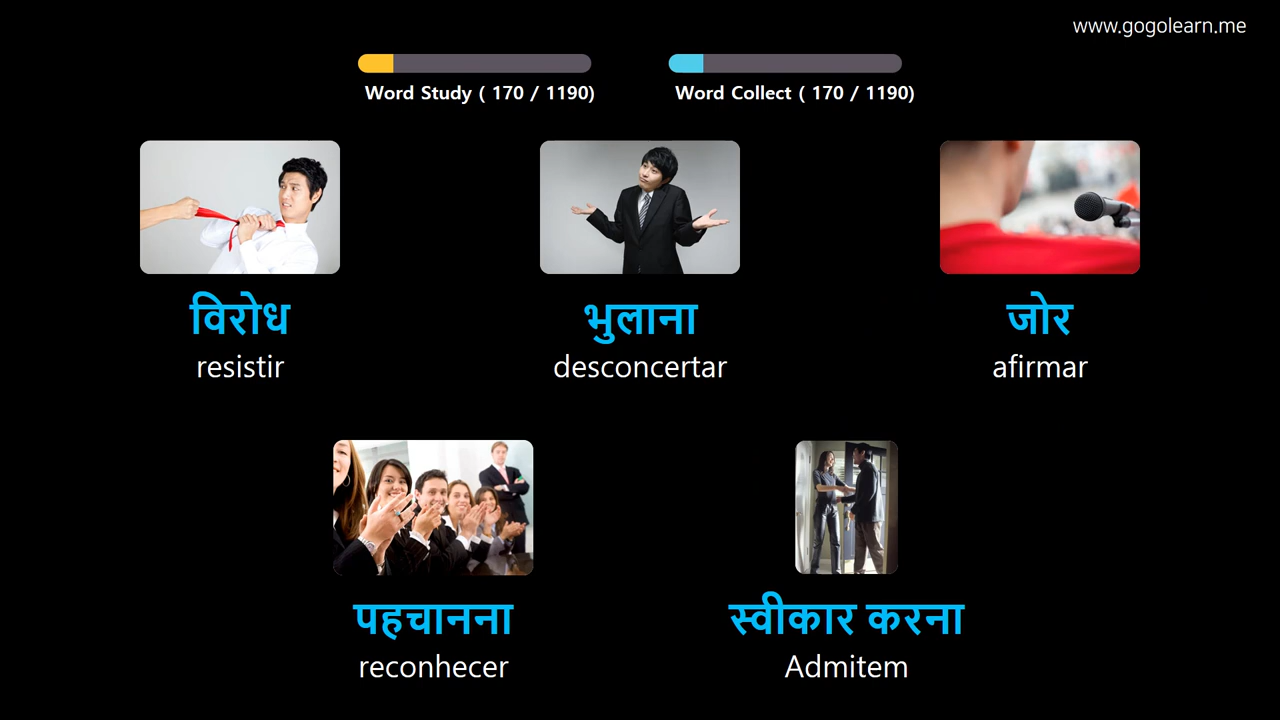 www.gogolearn.me
Word Study ( 170 / 1190)
Word Collect ( 170 / 1190)
विरोध
resistir
भुलाना
desconcertar
जोर
afirmar
पहचानना
reconhecer
स्वीकार करना
Admitem